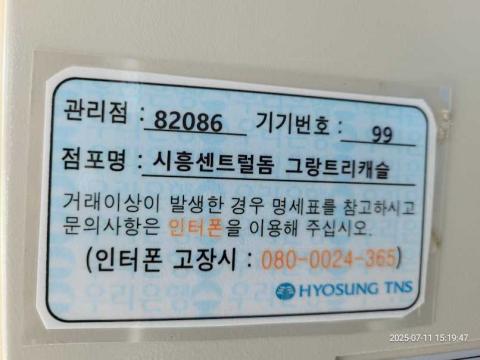 관리점 : 82086 기기번호 : 99
점포명 : 시흥센트럴돔 그랑트리캐슬
거래이상이 발생한 경우 명세표를 참고하시고
문의사항은 인터폰을 이용해 주십시오.
(인터폰 고장시 : 080-0024-365)
HYOSUNG TNS
우리은행
2025-07-11 15:19:47